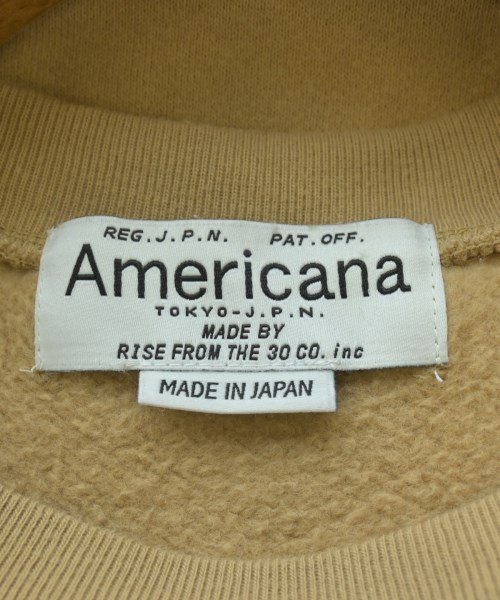 REG.J.P.N. PAT.OFF.
Americana
TOKYO-J.P.N.
MADE BY
RISE FROM THE 30 CO. inc
MADE IN JAPAN